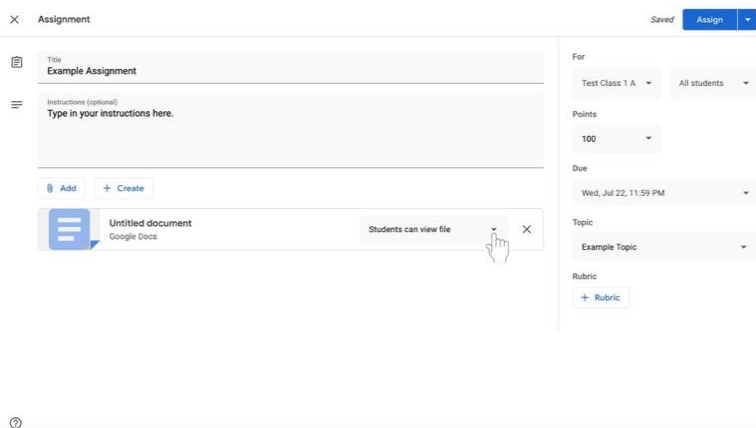 Assignment
Saved
Assign
Title
Example Assignment
Instructions (optional)
Type in your instructions here.
Add
+ Create
Untitled document
Google Docs
Students can view file
For
Test Class 1 A
All students
Points
100
Due
Wed, Jul 22, 11:59 PM
Topic
Example Topic
Rubric
+ Rubric